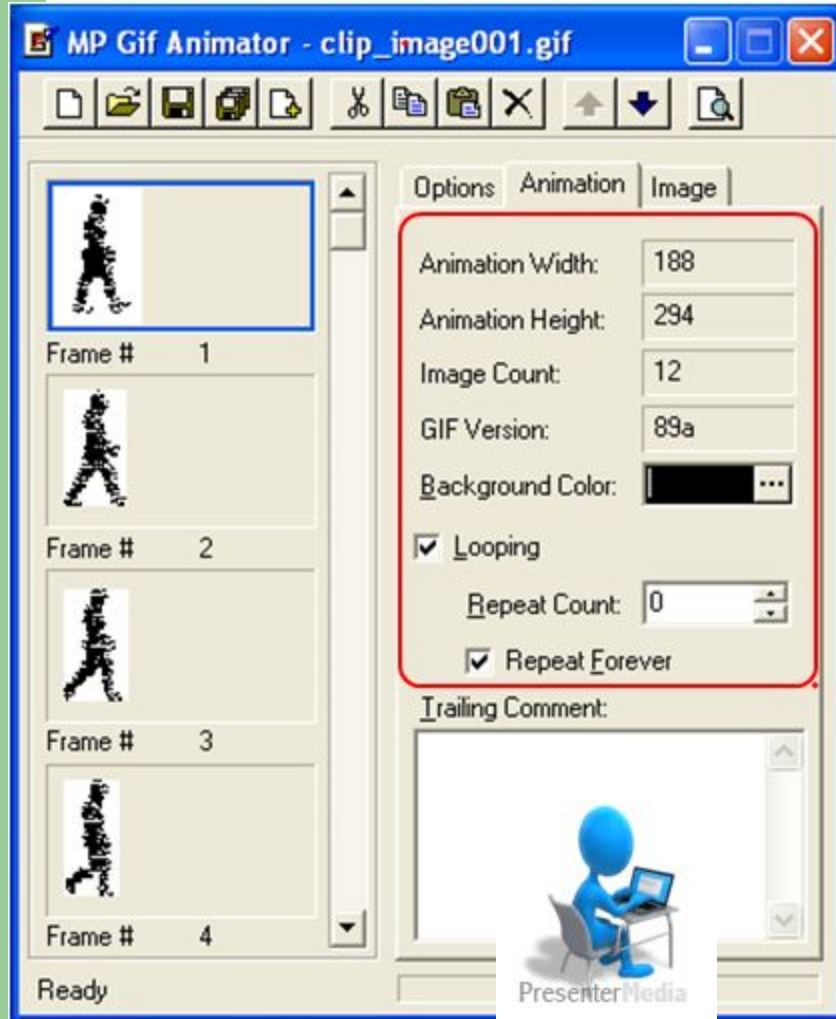 MP Gif Animator - clip_image001.gif
Options Animation Image
Frame # 1
Frame # 2
Frame # 3
Frame # 4
Animation Width: 188
Animation Height: 294
Image Count: 12
GIF Version: 89a
Background Color: ...
Looping
Repeat Count: 0
Repeat Forever
Trailing Comment:
PresenterMedia
Ready